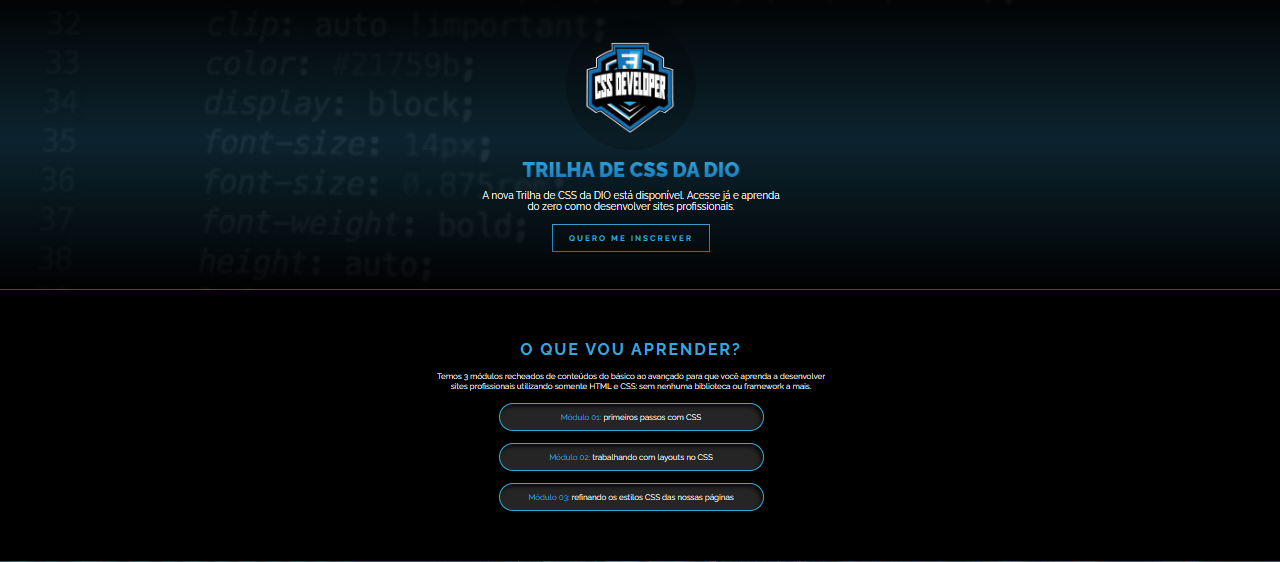 32 clip: auto !important;
33 color: #21759b;
34 display: block;
35 font-size: 14px;
36 font-size: 0.875
37 font-weight: bold;
38 height: auto;
3
CSS DEVELOPER
TRILHA DE CSS DA DIO
A nova Trilha de CSS da DIO está disponível. Acesse já e aprenda
do zero como desenvolver sites profissionais.
QUERO ME INSCREVER
O QUE VOU APRENDER?
Temos 3 módulos recheados de conteúdos do básico ao avançado para que você aprenda a desenvolver
sites profissionais utilizando somente HTML e CSS: sem nenhuma biblioteca ou framework a mais.
Módulo 01: primeiros passos com CSS
Módulo 02: trabalhando com layouts no CSS
Módulo 03: refinando os estilos CSS das nossas páginas